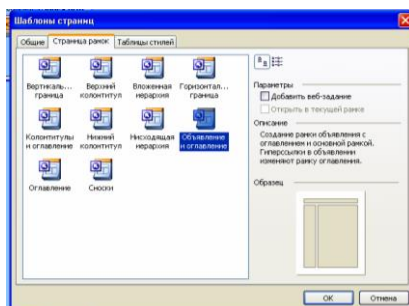 Шаблоны страниц
Общие
Страница рамок
Таблицы стилей
Вертикаль... граница
Верхний колонтитул
Вложенная иерархия
Горизонтал... граница
Колонтитулы и оглавление
Нижний колонтитул
Нисходящая иерархия
Объявление и оглавление
Оглавление
Сноски
Параметры
Добавить веб-задание
Открыть в текущей рамке
Описание
Создание рамки объявления с
оглавлением и основной рамкой.
Гиперссылки в объявлении
изменяют рамку оглавления.
Образец
ОК
Отмена